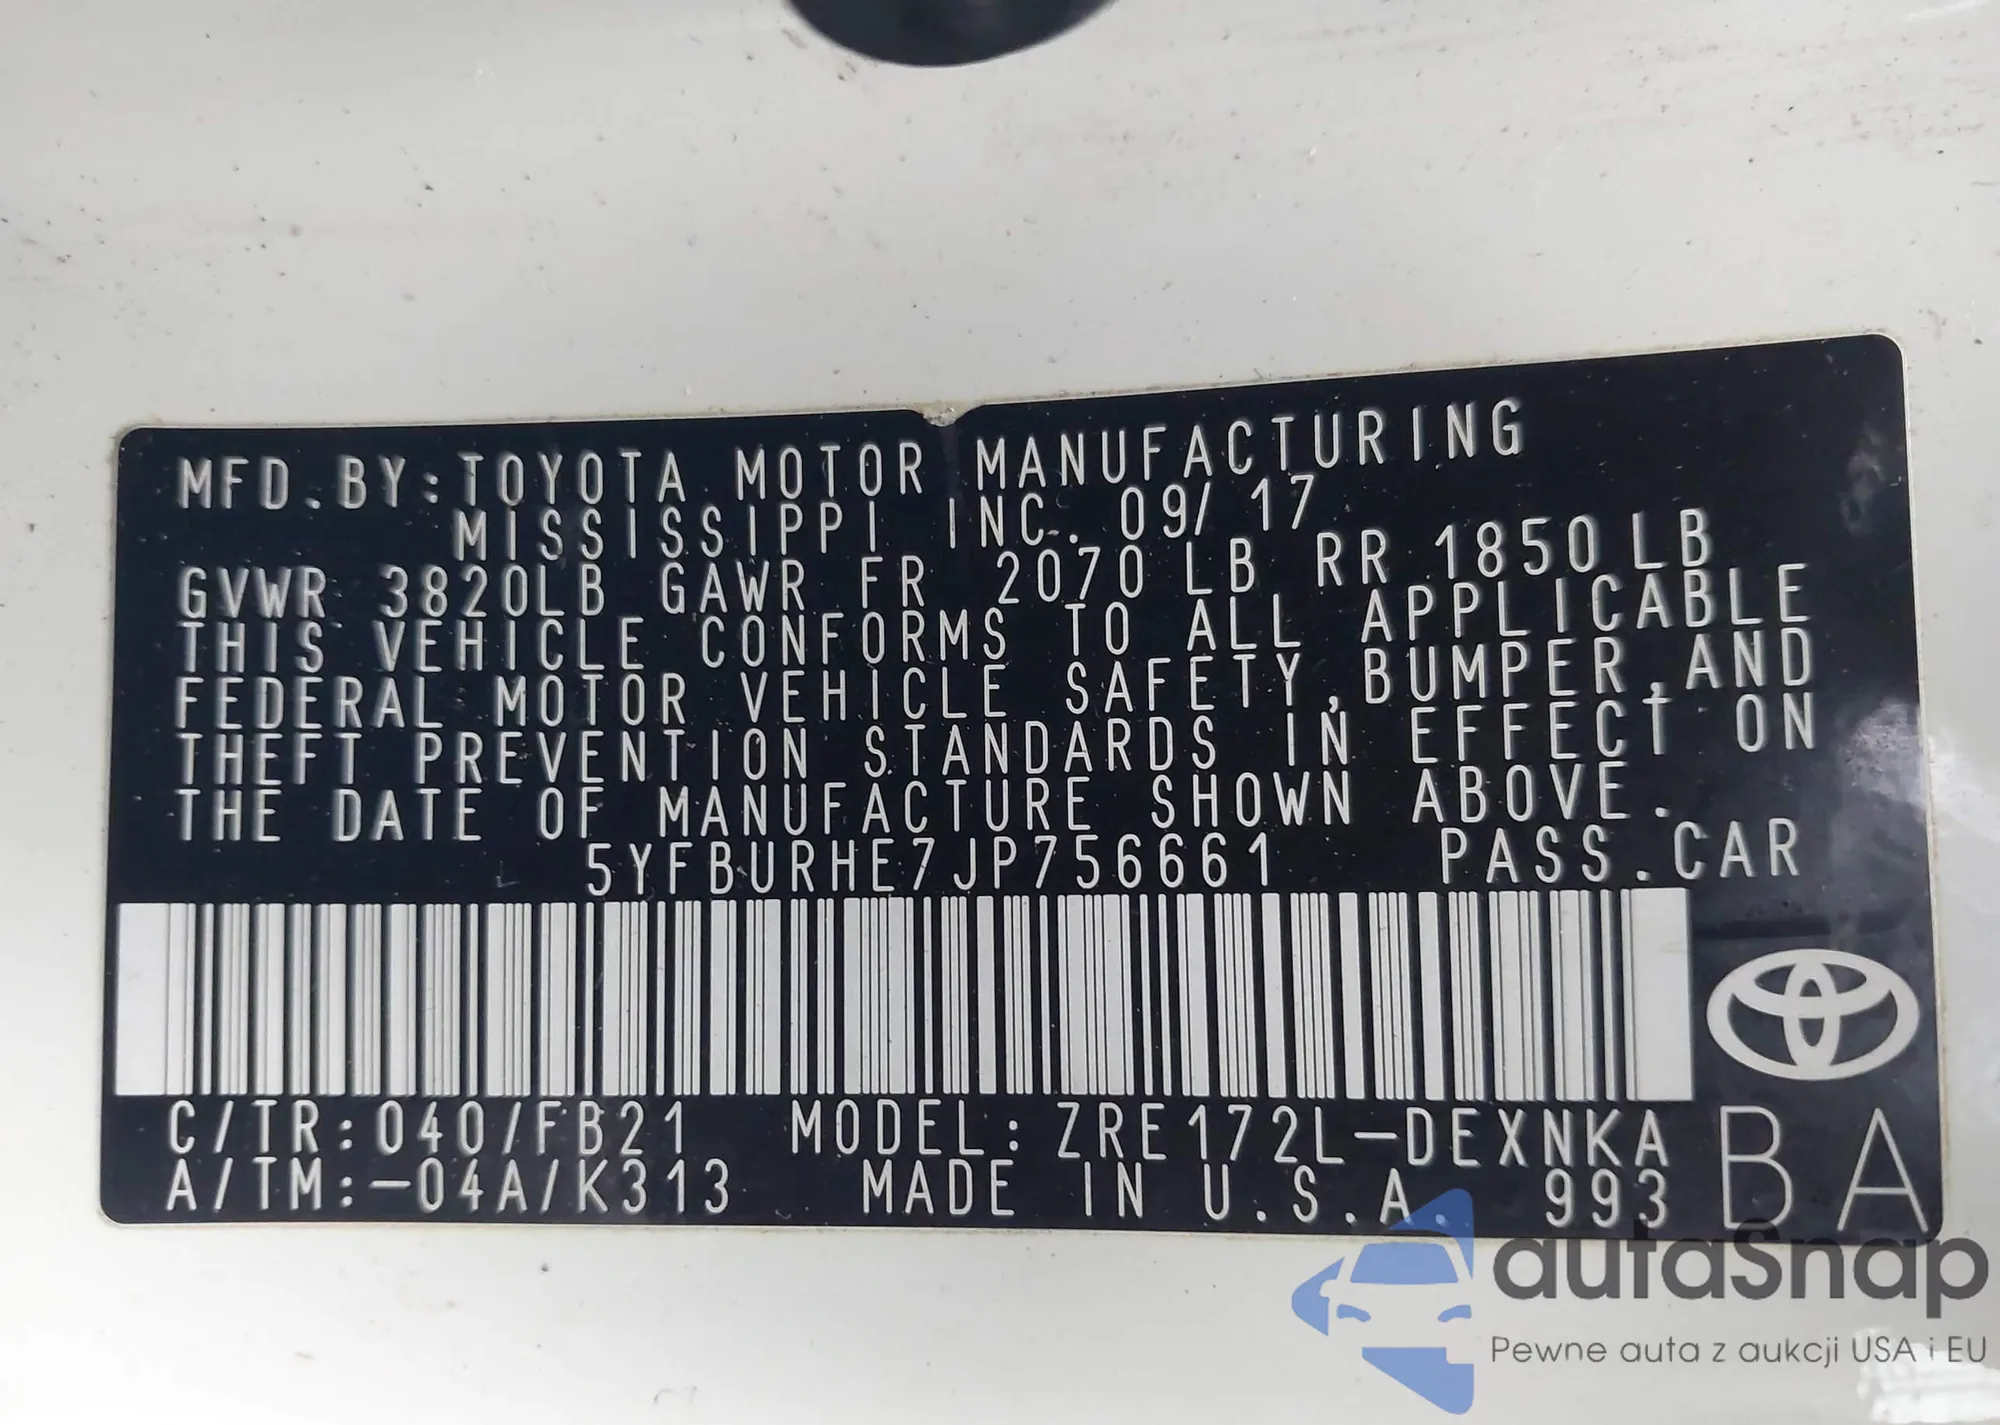 MFD.BY:TOYOTA MOTOR MANUFACTURING
MISSISSIPPI INC. 09/17
GVWR 3820LB GAWR FR 2070LB RR 1850LB
THIS VEHICLE CONFORMS TO ALL APPLICABLE
FEDERAL MOTOR VEHICLE SAFETY,BUMPER,AND
THEFT PREVENTION STANDARDS IN EFFECT ON
THE DATE OF MANUFACTURE SHOWN ABOVE.
5YFBURHE7JP756661 PASS.CAR
C/TR:040/FB21 MODEL:ZRE172L-DEXNKA
A/TM:-04A/K313 MADE IN U.S.A. 993
BA
autaSnap
Pewne auta z aukcji USA i EU